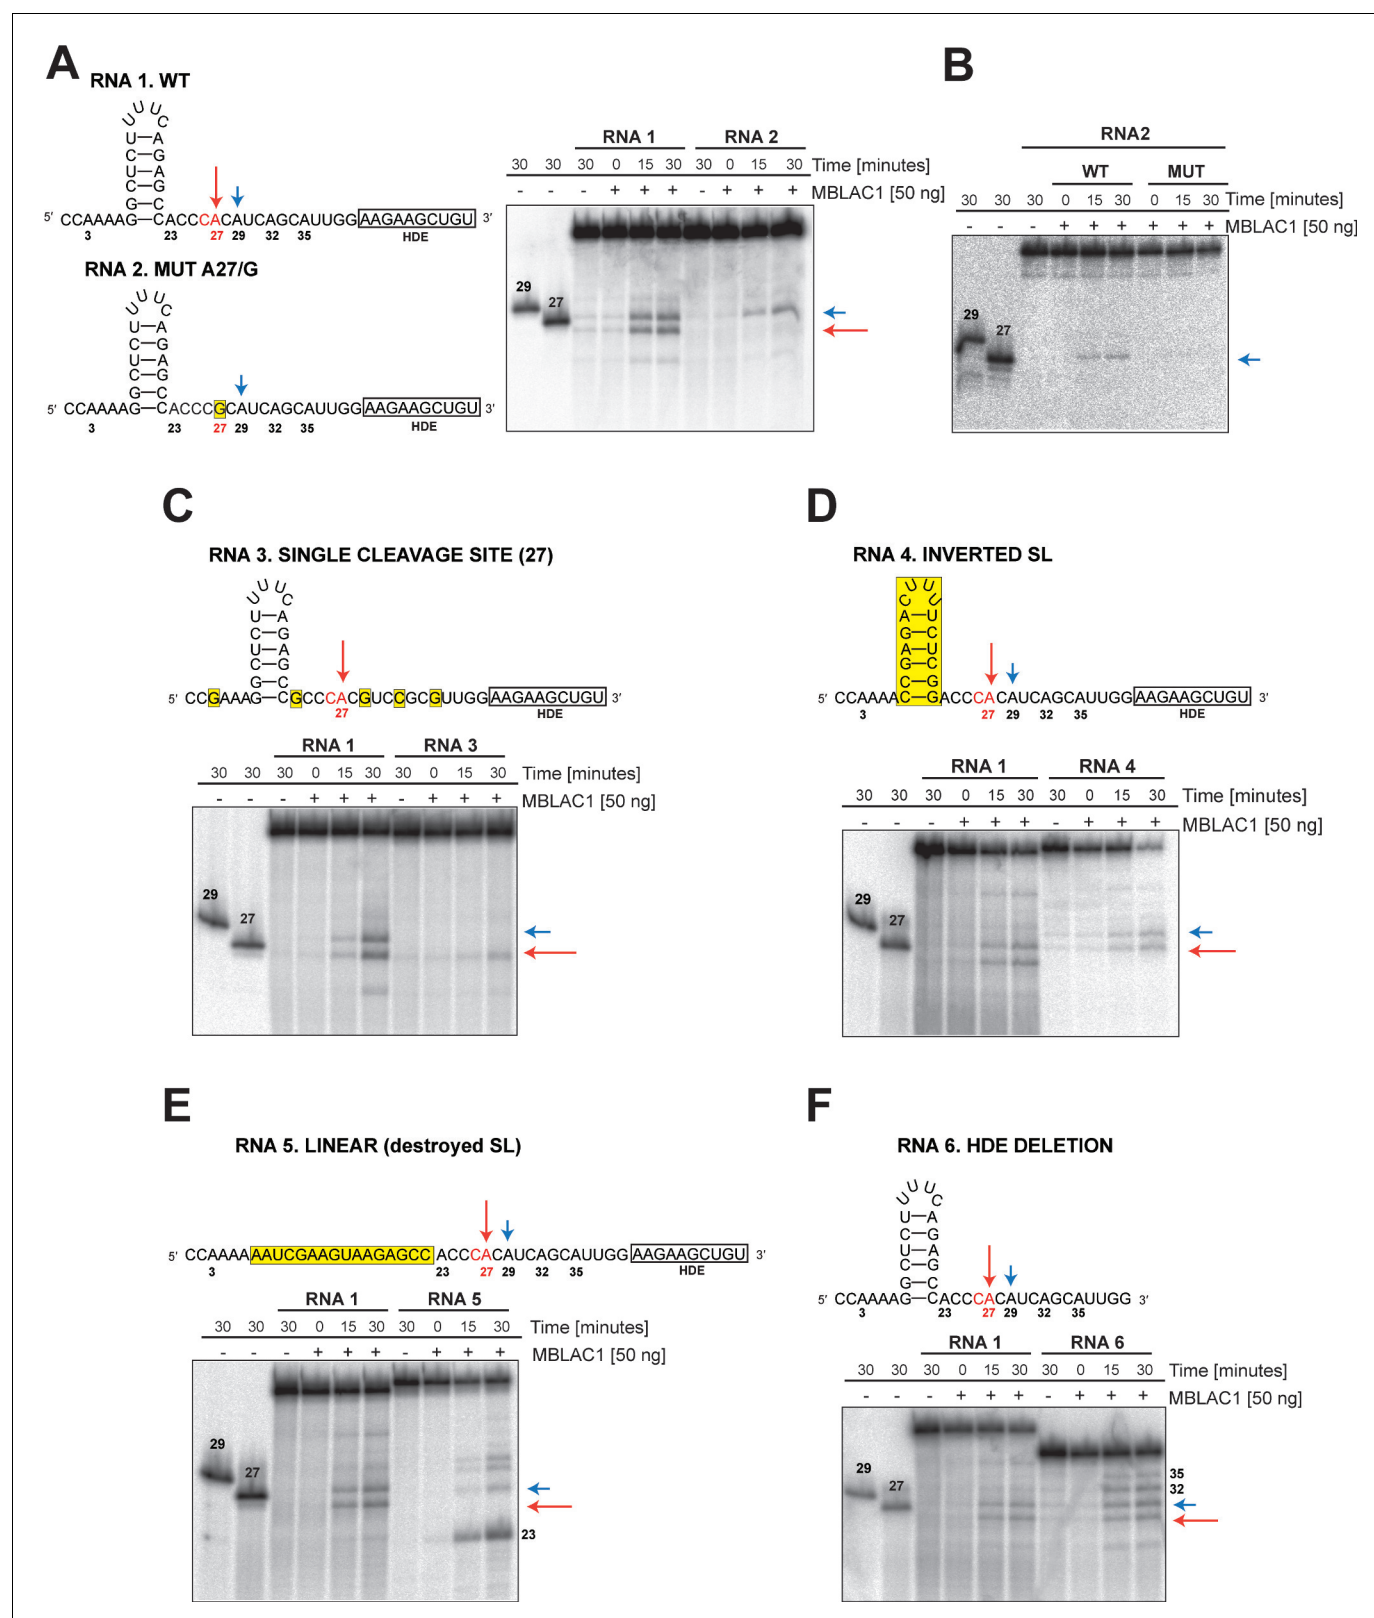 A
RNA 1. WT
U U U U C
U—A
C—G
U—A
C—G
G—C
5' CCAAAAG—CACCCACAUCAGCAUUGGAAGAAGCUGU 3'
3 23 27 29 32 35 HDE
RNA 2. MUT A27/G
U U U U C
U—A
C—G
U—A
C—G
G—C
5' CCAAAAG—CACCCGCAUCAGCAUUGGAAGAAGCUGU 3'
3 23 27 29 32 35 HDE
RNA 1 RNA 2
30 30 30 0 15 30 30 0 15 30 Time [minutes]
- - - + + + - + + + MBLAC1 [50 ng]
29
27
B
RNA2
WT MUT
30 30 30 0 15 30 0 15 30 Time [minutes]
- - - + + + + + + MBLAC1 [50 ng]
29
27
C
RNA 3. SINGLE CLEAVAGE SITE (27)
U U U U C
U—A
C—G
U—A
C—G
G—C
5' CCGAAAG—CGCCCACGUCCGCGUUGGAAGAAGCUGU 3'
27 HDE
RNA 1 RNA 3
30 30 30 0 15 30 30 0 15 30 Time [minutes]
- - - + + + - + + + MBLAC1 [50 ng]
29
27
D
RNA 4. INVERTED SL
C U U U U
A—U
G—C
A—U
G—C
C—G
5' CCAAAAC—GACCCACAUCAGCAUUGGAAGAAGCUGU 3'
3 27 29 32 35 HDE
RNA 1 RNA 4
30 30 30 0 15 30 30 0 15 30 Time [minutes]
- - - + + + - + + + MBLAC1 [50 ng]
29
27
E
RNA 5. LINEAR (destroyed SL)
5' CCAAAAAAUCGAAGUAAGAGCCACCCACAUCAGCAUUGGAAGAAGCUGU 3'
3 23 27 29 32 35 HDE
RNA 1 RNA 5
30 30 30 0 15 30 30 0 15 30 Time [minutes]
- - - + + + - + + + MBLAC1 [50 ng]
29
27
23
F
RNA 6. HDE DELETION
U U U U C
U—A
C—G
U—A
C—G
G—C
5' CCAAAAG—CACCCACAUCAGCAUUGG 3'
3 23 27 29 32 35
RNA 1 RNA 6
30 30 30 0 15 30 30 0 15 30 Time [minutes]
- - - + + + - + + + MBLAC1 [50 ng]
29
27
35
32